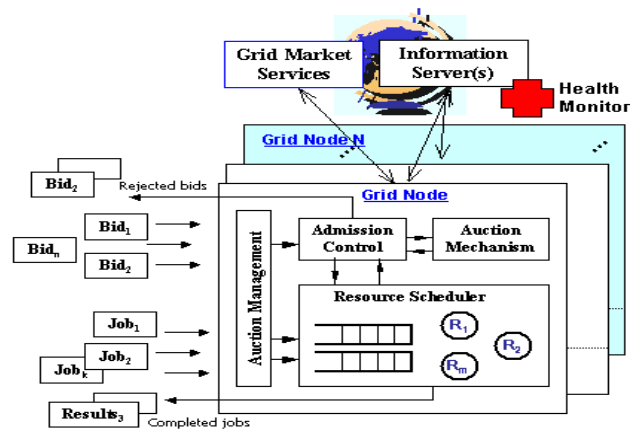 Grid Market
Services
Information
Server(s)
Health
Monitor
Grid Node N
...
...
Grid Node
Bid2
Rejected bids
Bid1
Bidn
Bid2
Auction Management
Admission
Control
Auction
Mechanism
Resource Scheduler
R1
R2
Rm
Job1
Job2
Jobk
Results3
Completed jobs